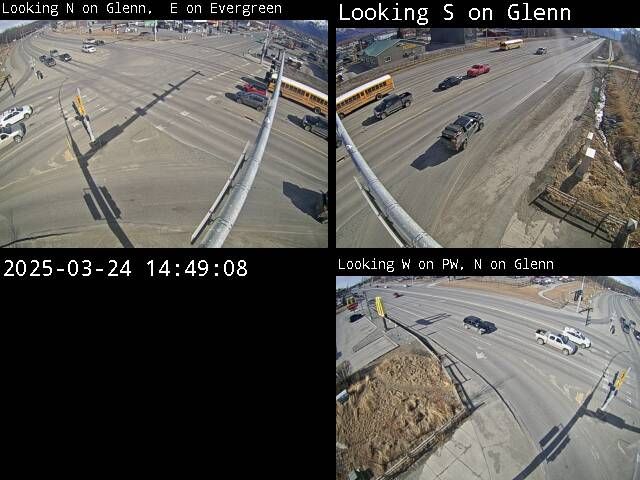 Looking N on Glenn, E on Evergreen
Looking S on Glenn
2025-03-24 14:49:08
Looking W on PW, N on Glenn